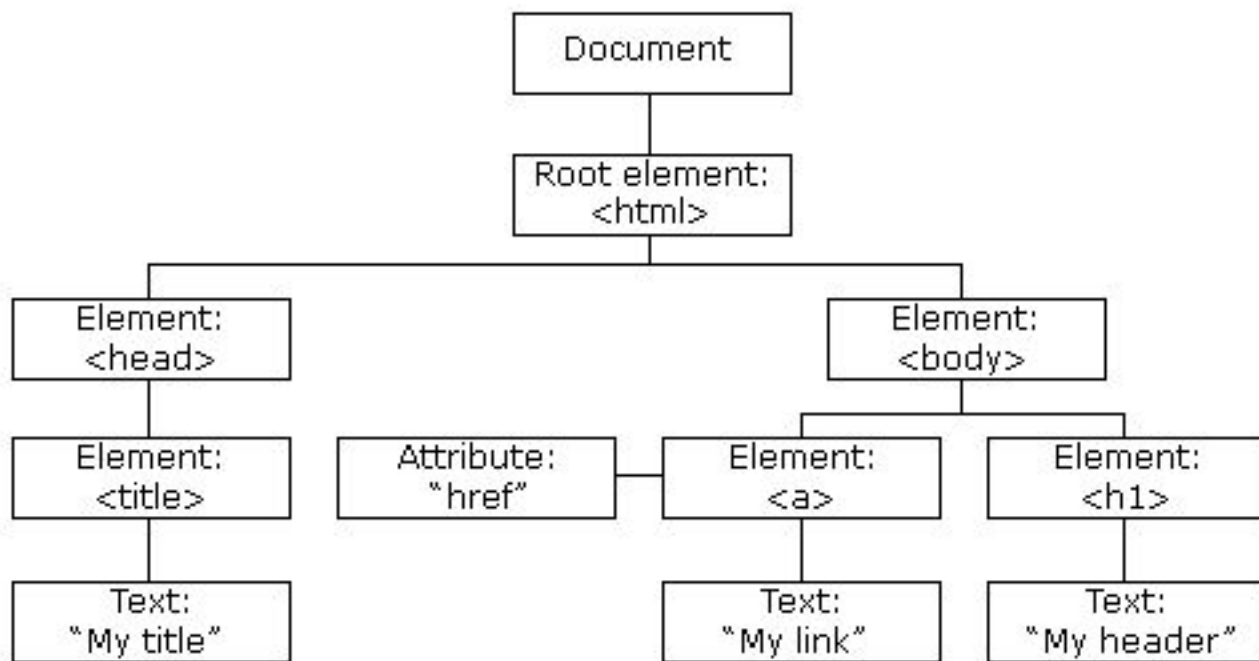 Document
Root element:
<html>
Element:
<head>
Element:
<body>
Element:
<title>
Attribute:
“href”
Element:
<a>
Element:
<h1>
Text:
“My title”
Text:
“My link”
Text:
“My header”